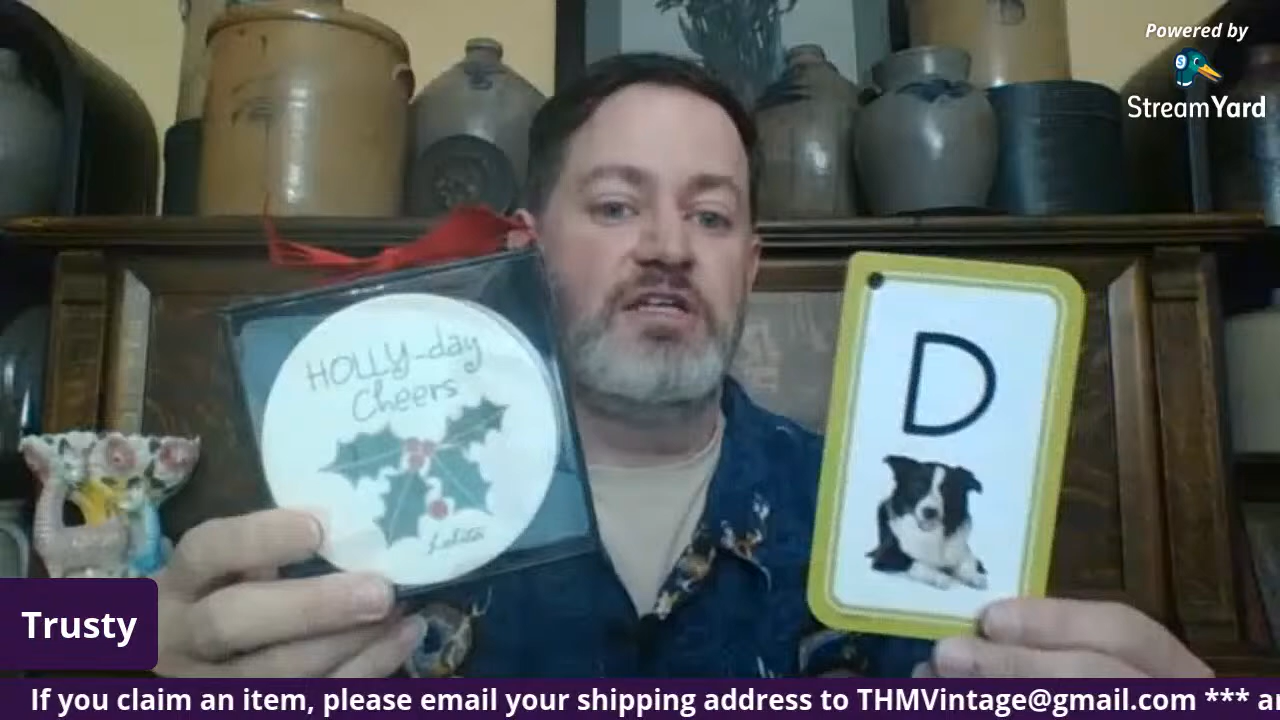 Powered by
StreamYard
HOLLY-day
Cheers
Lolita
D
Trusty
If you claim an item, please email your shipping address to THMVintage@gmail.com *** a